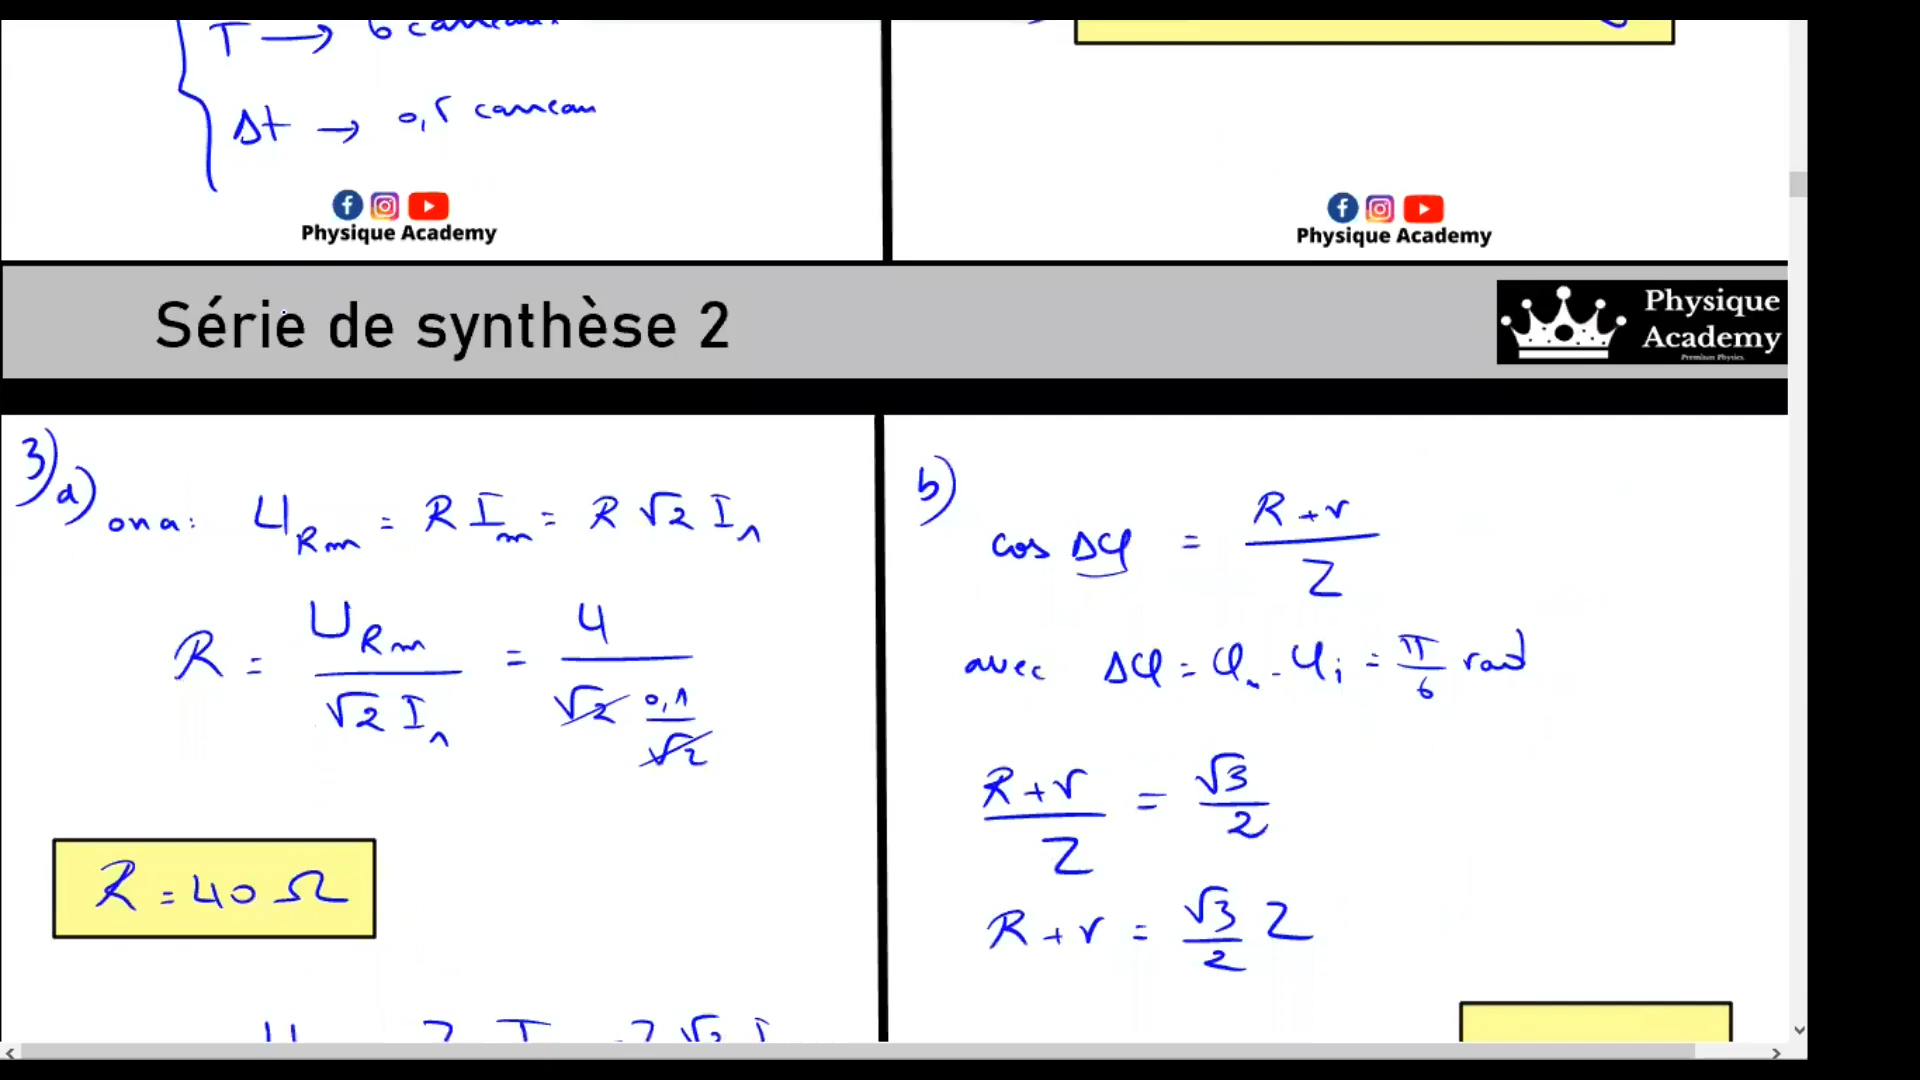 T → 6 carreaux
Δt → 0,5 carreau
Physique Academy
Physique Academy
Série de synthèse 2
Physique
Academy
Premium Physics.
3)
a) on a : U_Rm = R I_m = R √2 I_1
R = U_Rm / (√2 I_1) = 4 / (√2 0,1/√2)
R = 40 Ω
b)
cos Δφ = (R + r) / Z
avec Δφ = φ_u - φ_i = π/6 rad
(R + r) / Z = √3 / 2
R + r = √3/2 Z